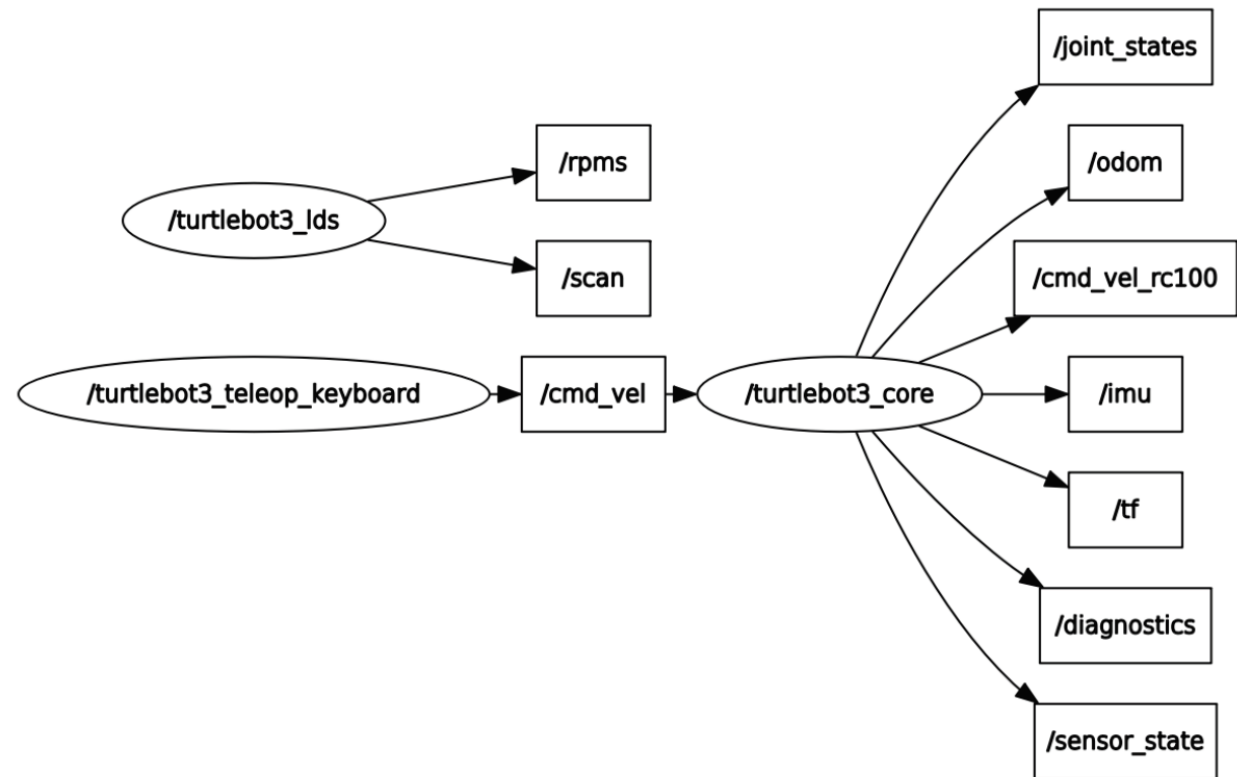 /joint_states
/rpms
/odom
/turtlebot3_lds
/scan
/cmd_vel_rc100
/turtlebot3_teleop_keyboard
/cmd_vel
/turtlebot3_core
/imu
/tf
/diagnostics
/sensor_state